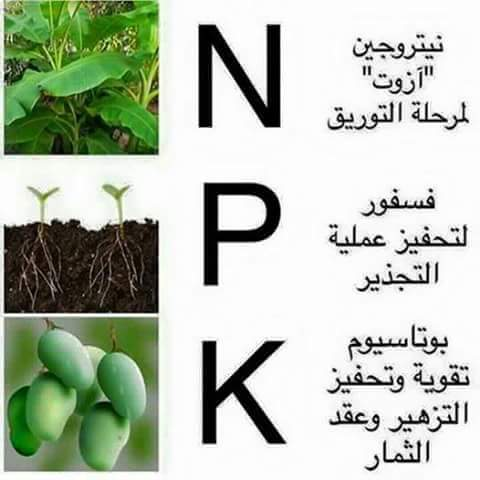 N
نيتروجين
"آزوت"
لمرحلة التوريق
P
فسفور
لتحفيز عملية
التجذير
K
بوتاسيوم
تقوية وتحفيز
التزهير وعقد
الثمار